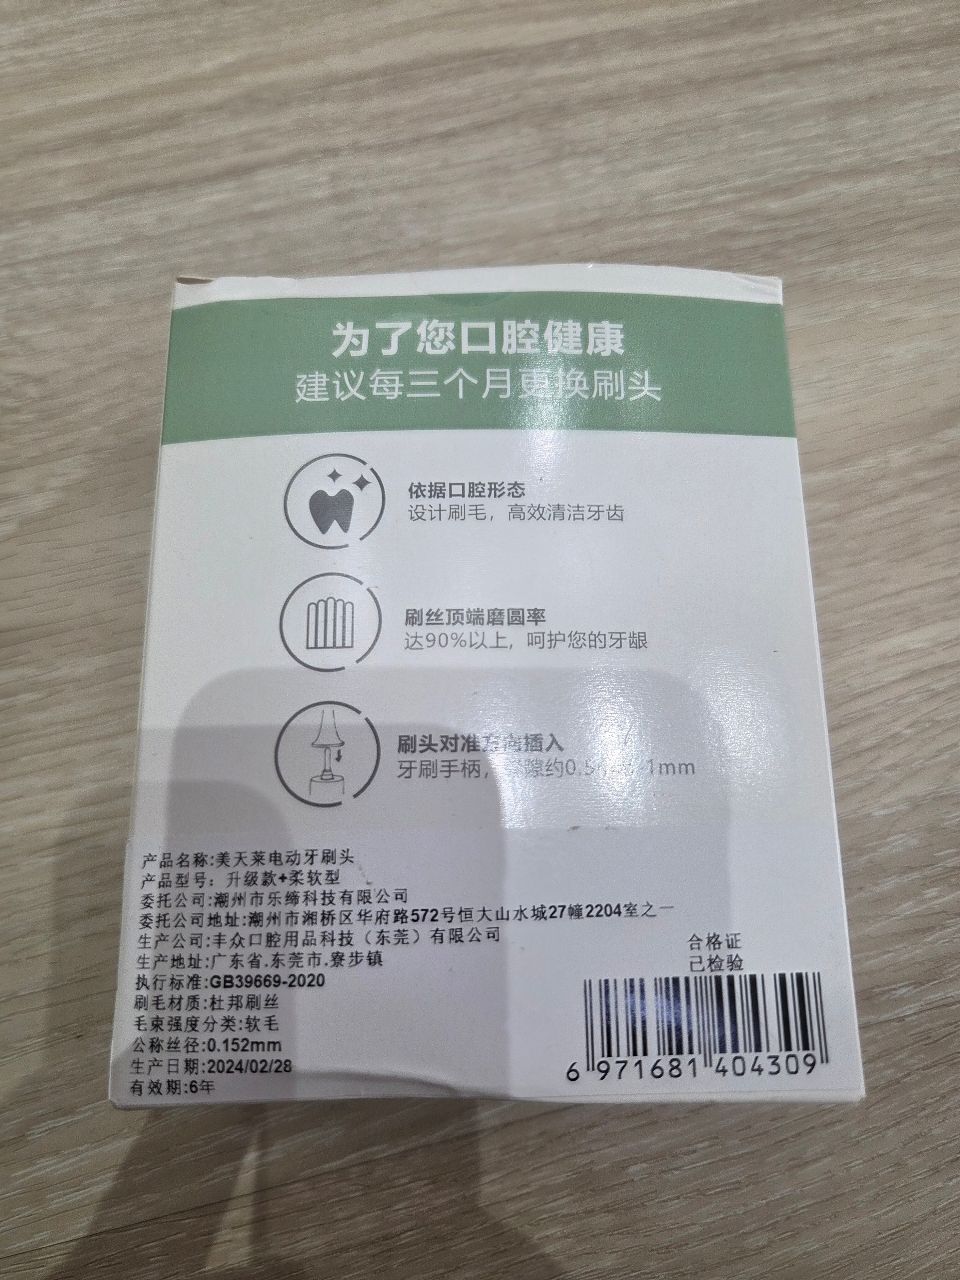 为了您口腔健康
建议每三个月更换刷头
依据口腔形态
设计刷毛，高效清洁牙齿
刷丝顶端磨圆率
达90%以上，呵护您的牙龈
刷头对准方向插入
牙刷手柄，隙约0.5 1mm
产品名称:美天莱电动牙刷头
产品型号：升级款+柔软型
委托公司:潮州市乐缔科技有限公司
委托公司地址:潮州市湘桥区华府路572号恒大山水城27幢2204室之一
生产公司:丰众口腔用品科技（东莞）有限公司
生产地址:广东省.东莞市.寮步镇
执行标准:GB39669-2020
刷毛材质:杜邦刷丝
毛束强度分类:软毛
公称丝径:0.152mm
生产日期:2024/02/28
有效期:6年
合格证
已检验
6 971681 404309